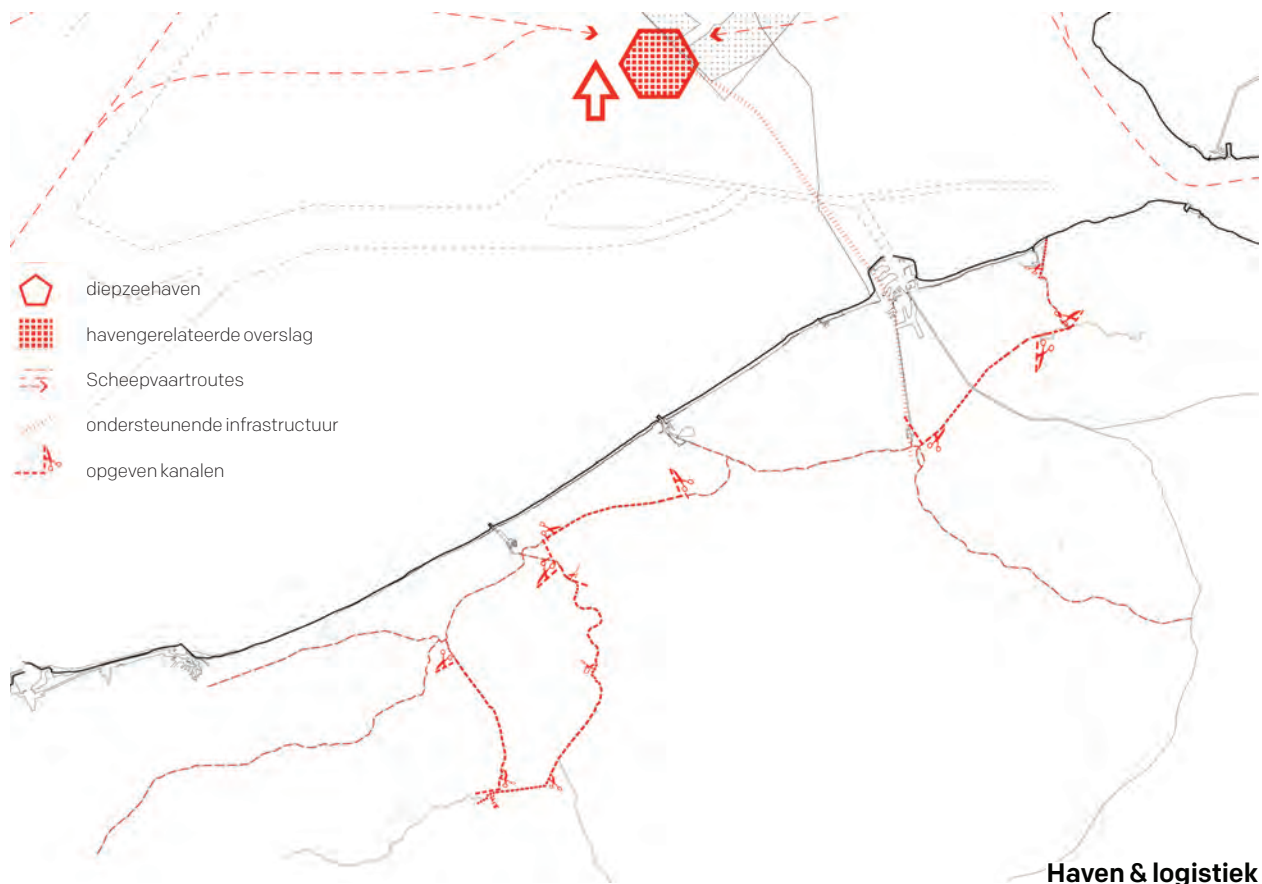 diepzeehaven
havengerelateerde overslag
Scheepvaartroutes
ondersteunende infrastructuur
opgeven kanalen
Haven & logistiek